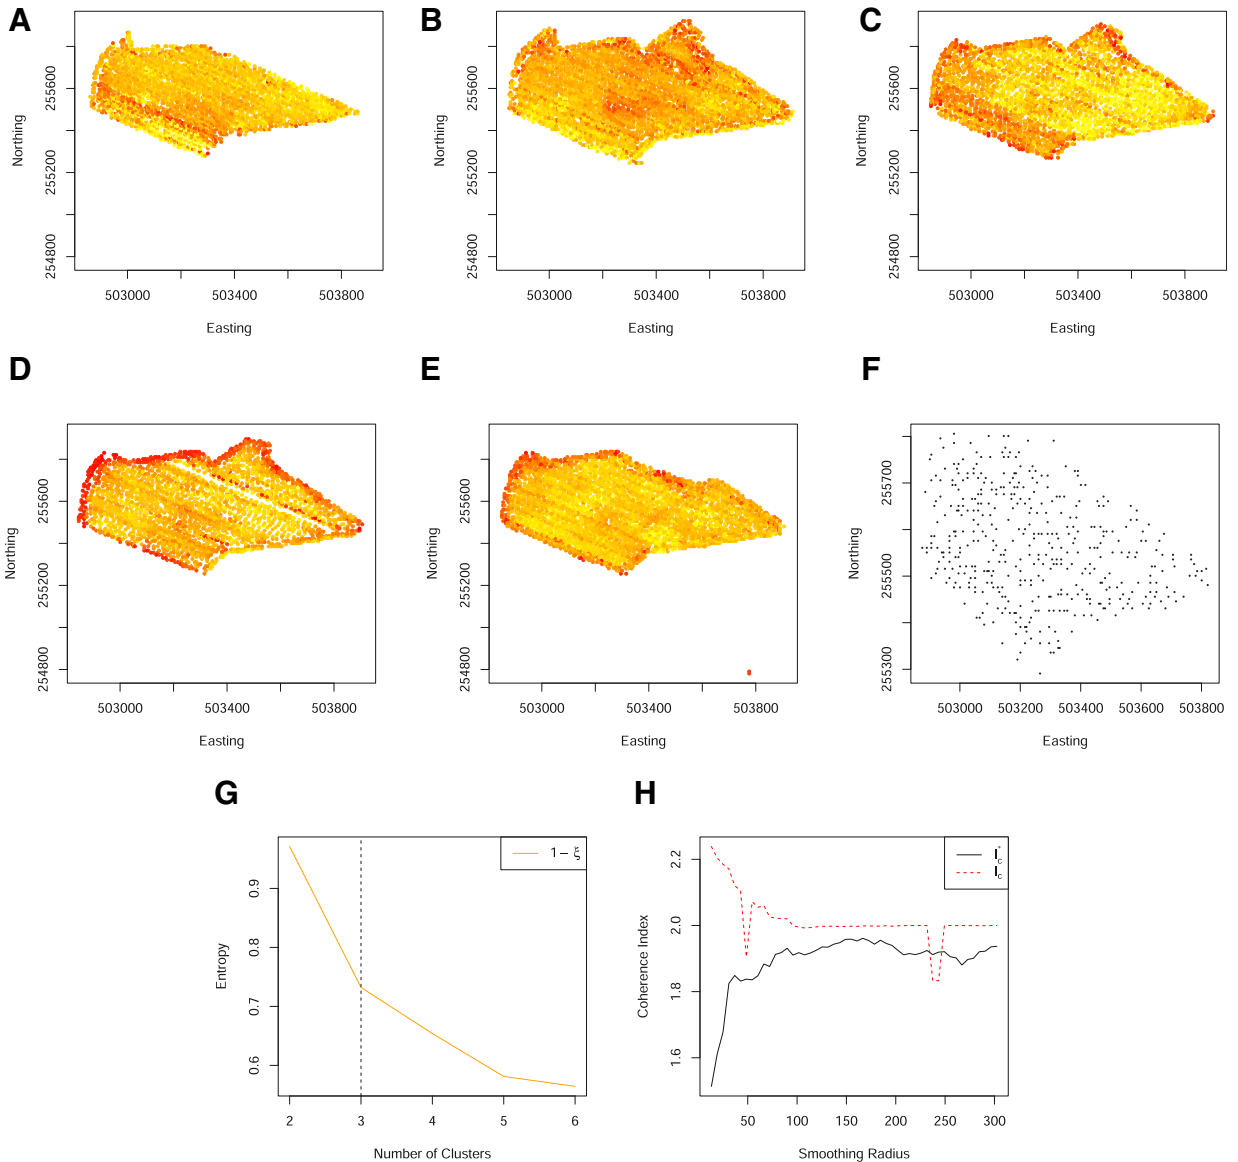 A
B
C
Northing
254800 255200 255600
503000 503400 503800
Easting
Northing
254800 255200 255600
503000 503400 503800
Easting
Northing
254800 255200 255600
503000 503400 503800
Easting
D
E
F
Northing
254800 255200 255600
503000 503400 503800
Easting
Northing
254800 255200 255600
503000 503400 503800
Easting
Northing
255300 255500 255700
503000 503200 503400 503600 503800
Easting
G
H
Entropy
0.6 0.7 0.8 0.9
1 − ξ
2 3 4 5 6
Number of Clusters
Coherence Index
1.6 1.8 2.0 2.2
I*c
Ic
50 100 150 200 250 300
Smoothing Radius